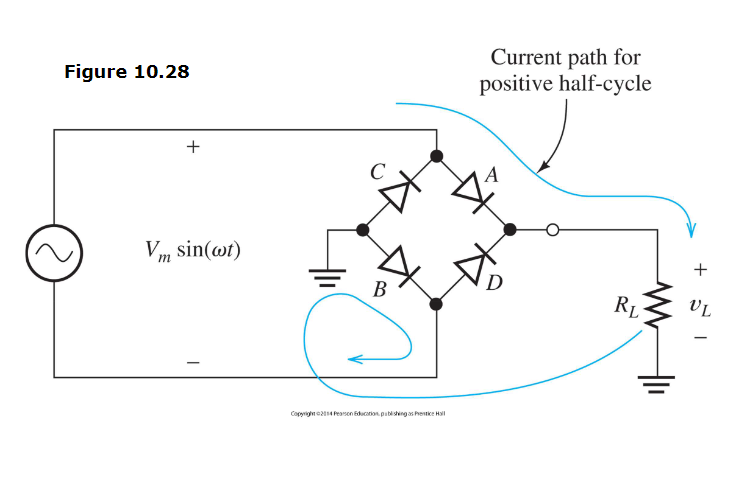 Figure 10.28
Current path for
positive half-cycle
+
C
A
V_m sin(ωt)
B
D
+
R_L
v_L
−
−
Copyright ©2014 Pearson Education, publishing as Prentice Hall